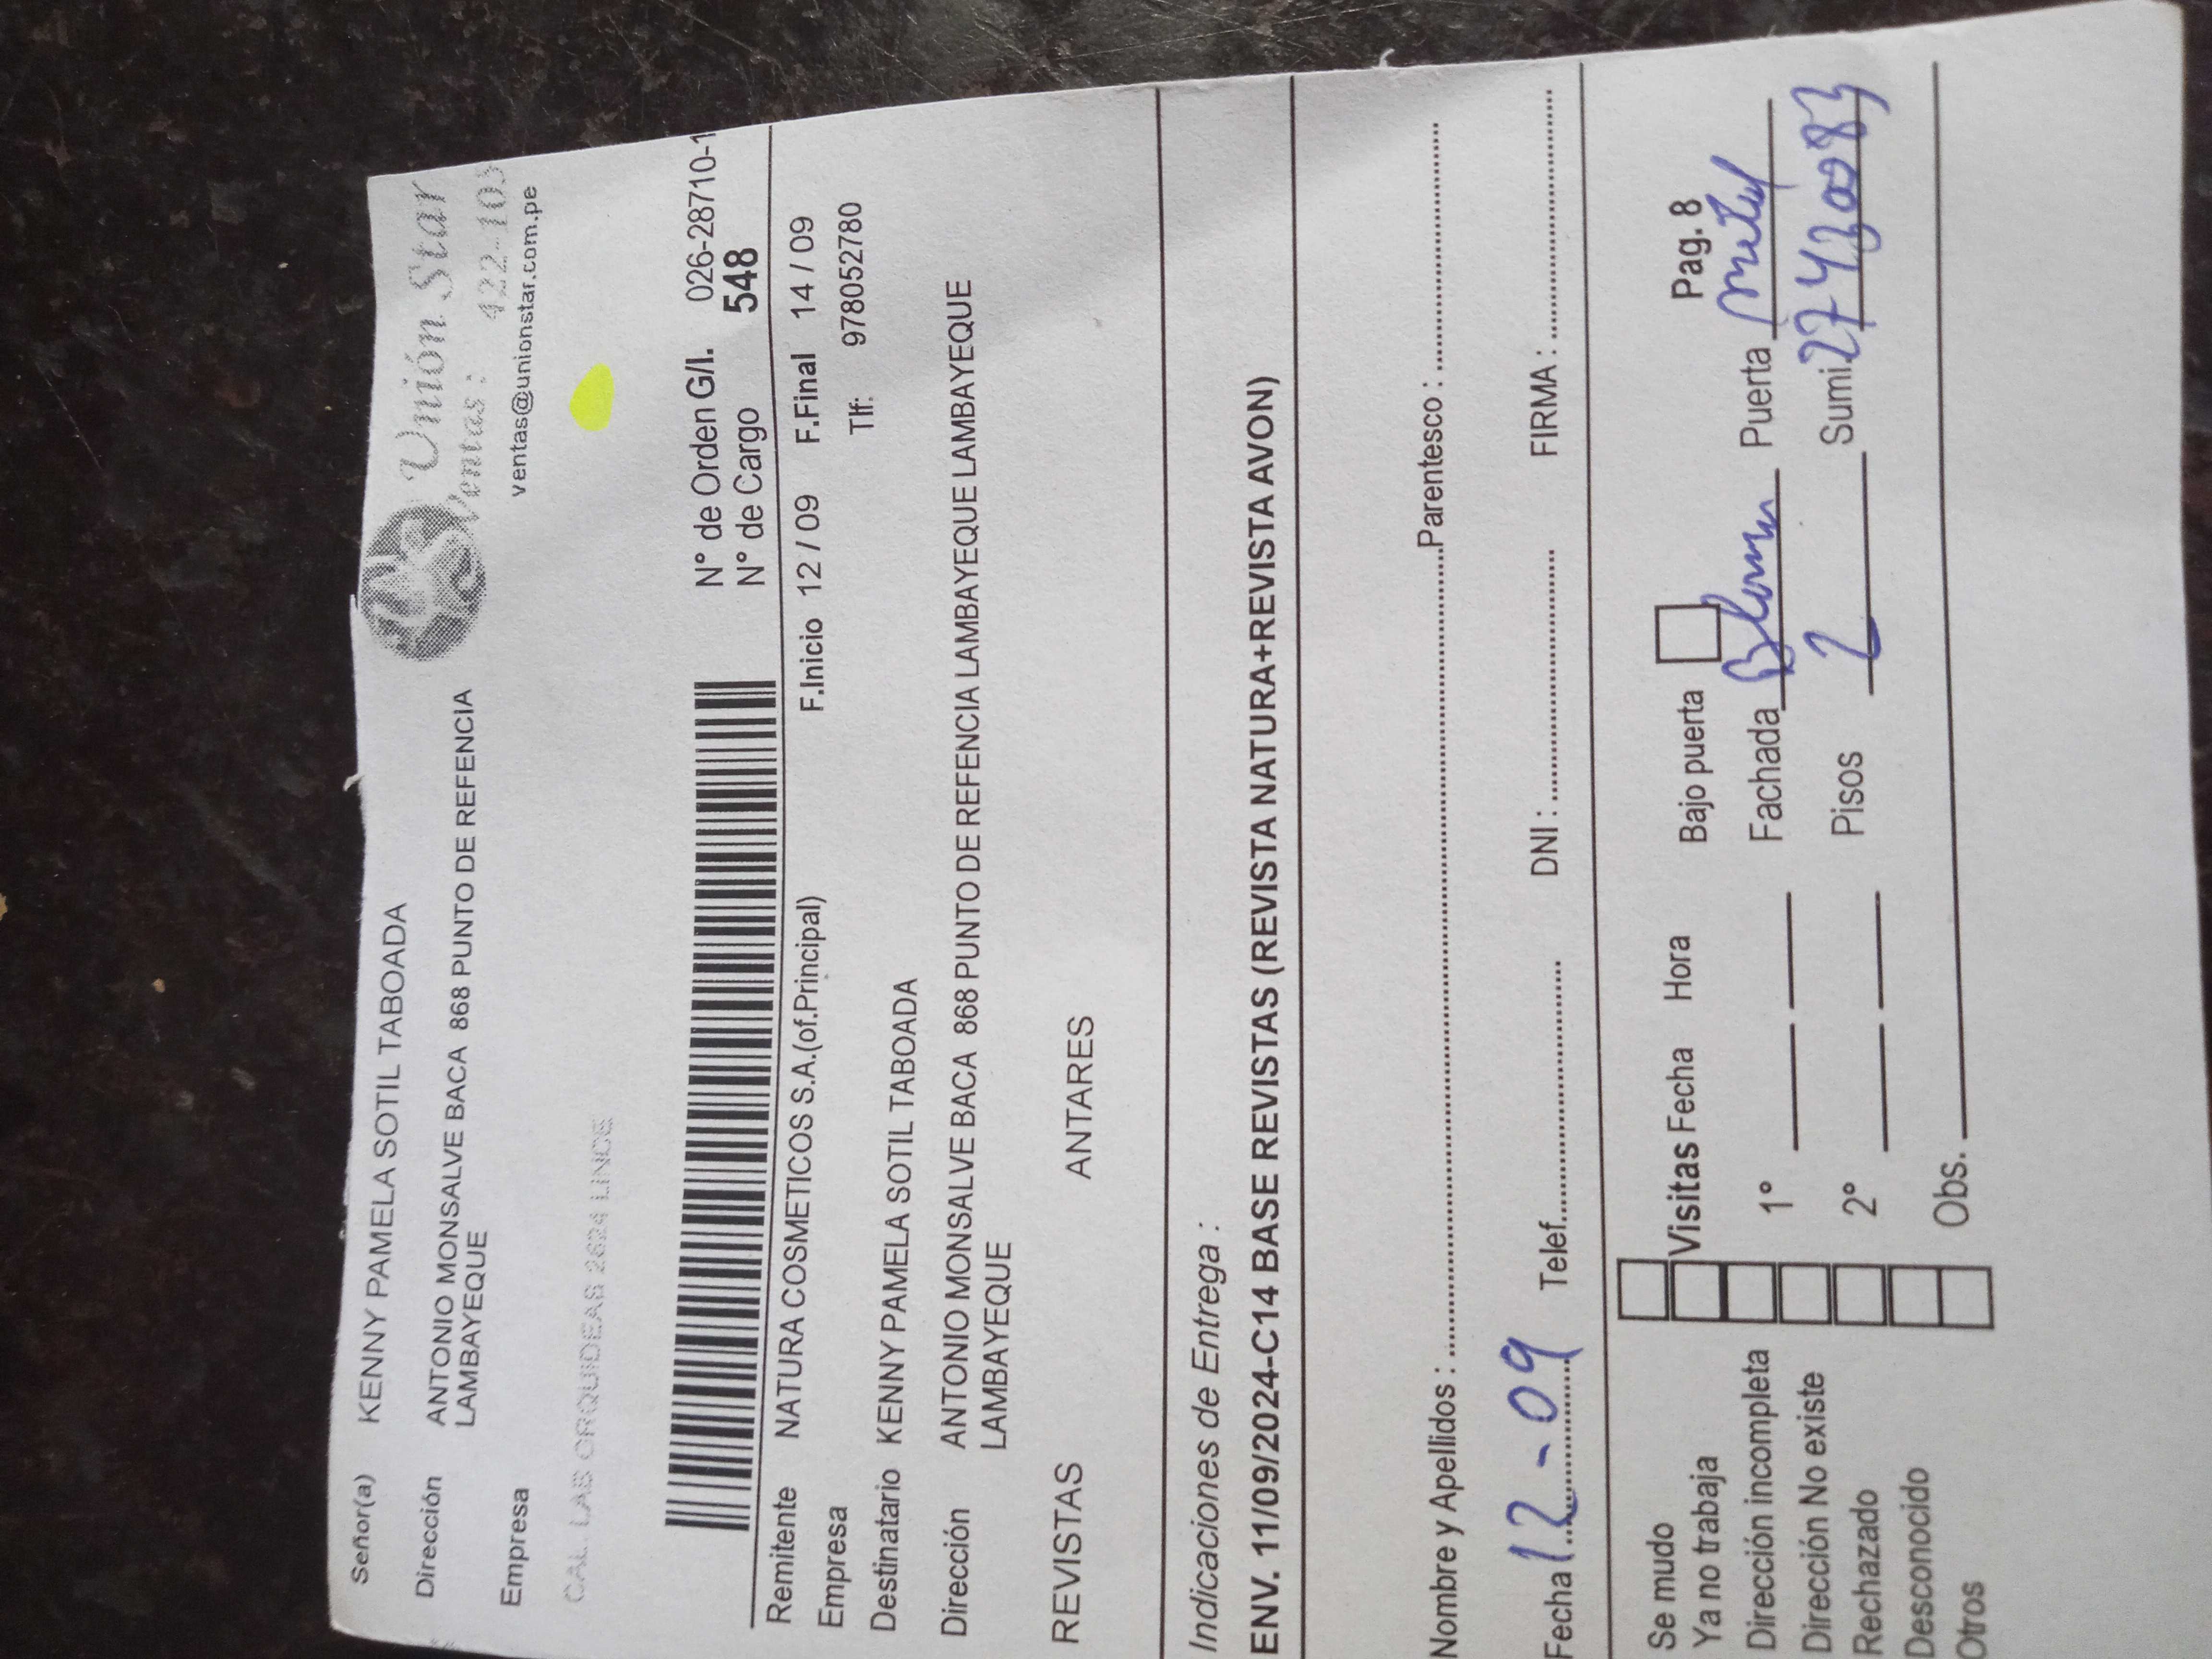 Señor(a) KENNY PAMELA SOTIL TABOADA
Dirección ANTONIO MONSALVE BACA 868 PUNTO DE REFENCIA
LAMBAYEQUE
Empresa
CAL. LAS ORQUIDEAS 2624 LINCE
Unión Star
Ventas : 422-103
ventas@unionstar.com.pe
N° de Orden G/I. 026-28710-1
N° de Cargo 548
Remitente NATURA COSMETICOS S.A.(of.Principal) F.Inicio 12 / 09 F.Final 14 / 09
Empresa Tlf: 978052780
Destinatario KENNY PAMELA SOTIL TABOADA
Dirección ANTONIO MONSALVE BACA 868 PUNTO DE REFENCIA LAMBAYEQUE LAMBAYEQUE
LAMBAYEQUE
REVISTAS ANTARES
Indicaciones de Entrega :
ENV. 11/09/2024-C14 BASE REVISTAS (REVISTA NATURA+REVISTA AVON)
Nombre y Apellidos : Parentesco :
Fecha 12-09 Telef. DNI : FIRMA :
Se mudo
Ya no trabaja
Dirección incompleta
Dirección No existe
Rechazado
Desconocido
Otros
Visitas Fecha Hora Bajo puerta Pag. 8
1° Fachada Puerta metal
2° Pisos 2 Sumi. 27420083
Obs.